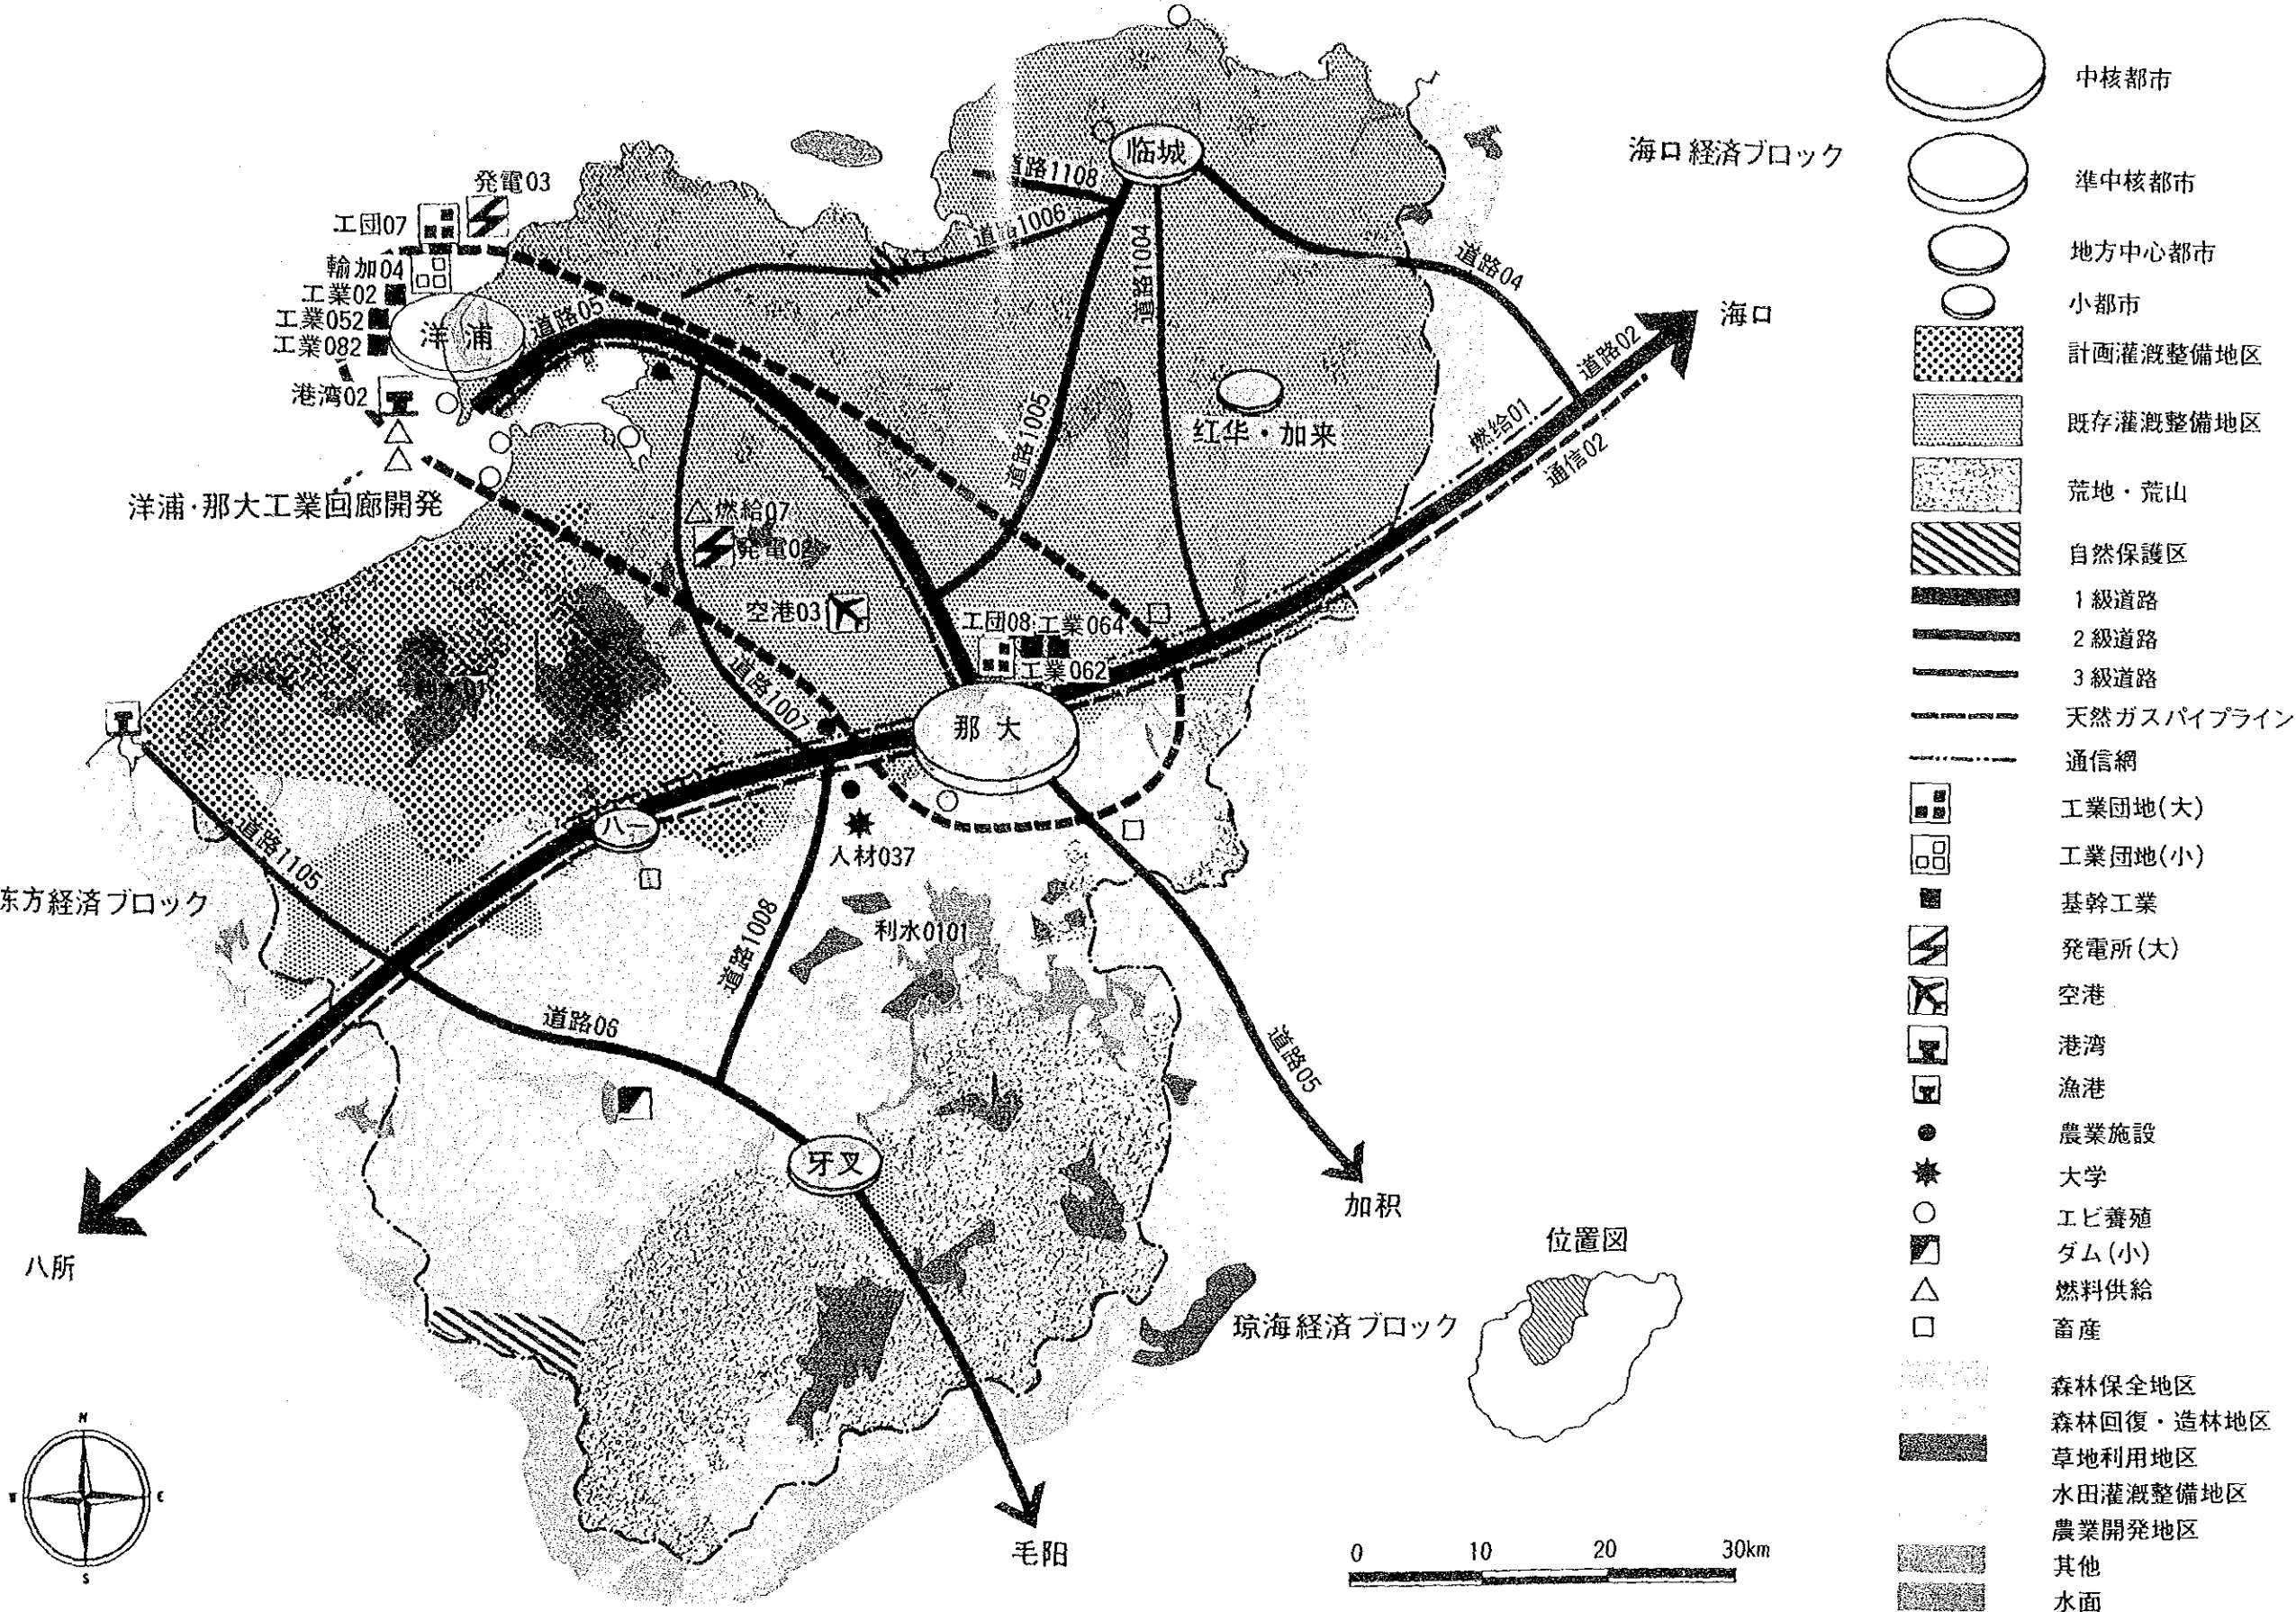 临城
海口経済ブロック
道路1108
発電03
工団07
道路1006
道路1004
道路04
輸加04
工業02
工業052
工業082
洋浦
道路05
海口
道路02
港湾02
道路1005
红华・加来
燃給01
通信02
洋浦・那大工業回廊開発
燃給07
発電02
空港03
工団08
工業064
工業062
道路1007
那大
八一
人材037
道路1105
东方経済ブロック
利水0101
道路1008
道路06
道路05
牙叉
加积
八所
位置図
琼海経済ブロック
毛阳
N
W
E
S
0 10 20 30km
中核都市
準中核都市
地方中心都市
小都市
計画灌漑整備地区
既存灌漑整備地区
荒地・荒山
自然保護区
1級道路
2級道路
3級道路
天然ガスパイプライン
通信網
工業団地(大)
工業団地(小)
基幹工業
発電所(大)
空港
港湾
漁港
農業施設
大学
エビ養殖
ダム(小)
燃料供給
畜産
森林保全地区
森林回復・造林地区
草地利用地区
水田灌漑整備地区
農業開発地区
其他
水面